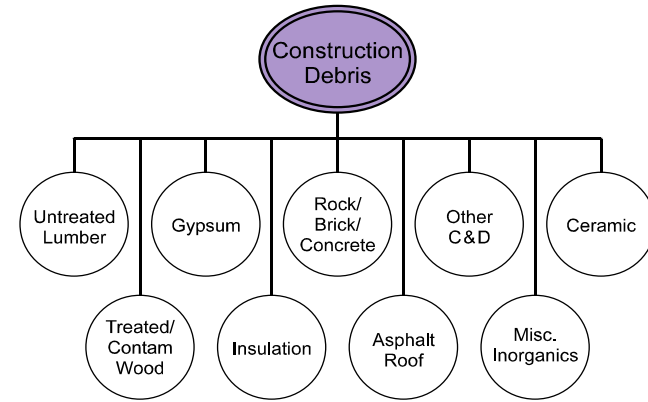 Construction
Debris
Untreated
Lumber
Gypsum
Rock/
Brick/
Concrete
Other
C&D
Ceramic
Treated/
Contam
Wood
Insulation
Asphalt
Roof
Misc.
Inorganics